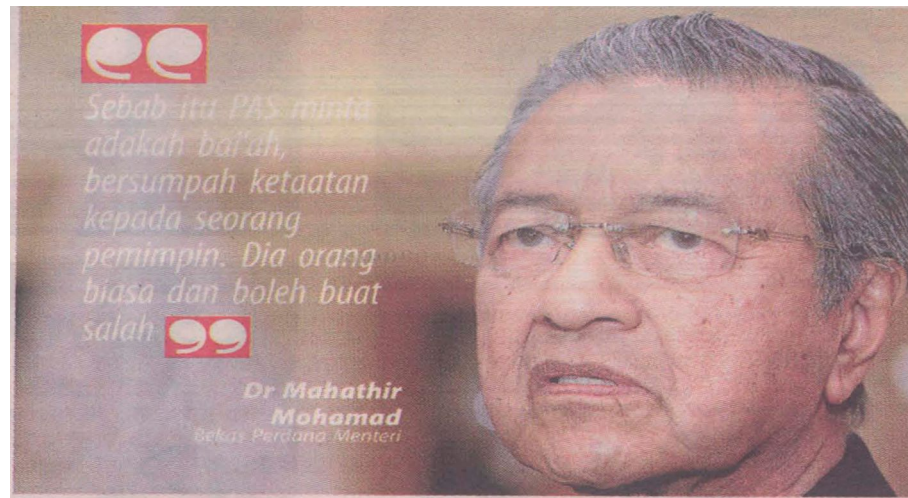 Sebab itu PAS minta
adakah bai'ah,
bersumpah ketaatan
kepada seorang
pemimpin. Dia orang
biasa dan boleh buat
salah
Dr Mahathir
Mohamad
Bekas Perdana Menteri